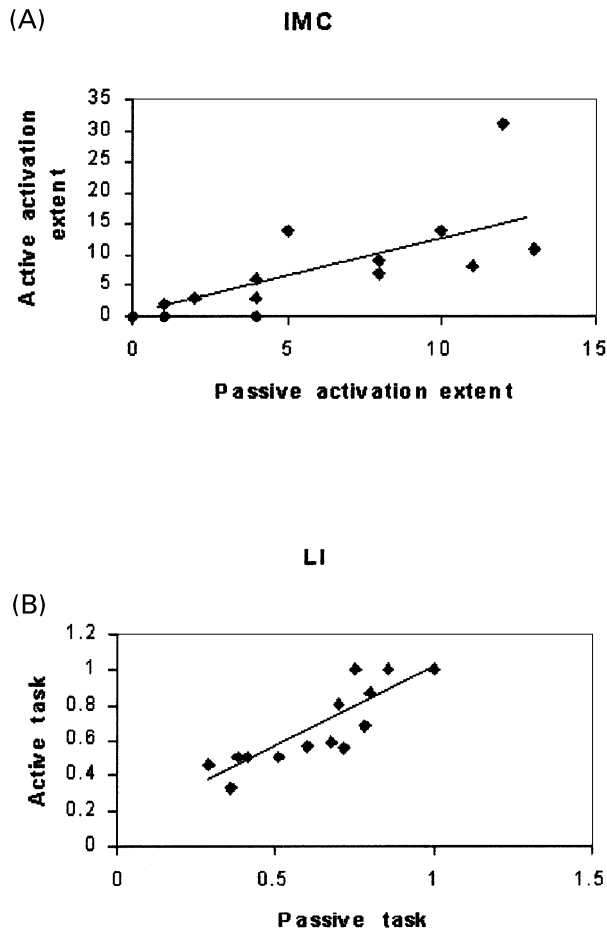 (A)
IMC
35
30
25
20
15
10
5
0
Active activation
extent
0 5 10 15
Passive activation extent
LI
(B)
1.2
1
0.8
0.6
0.4
0.2
0
Active task
0 0.5 1 1.5
Passive task